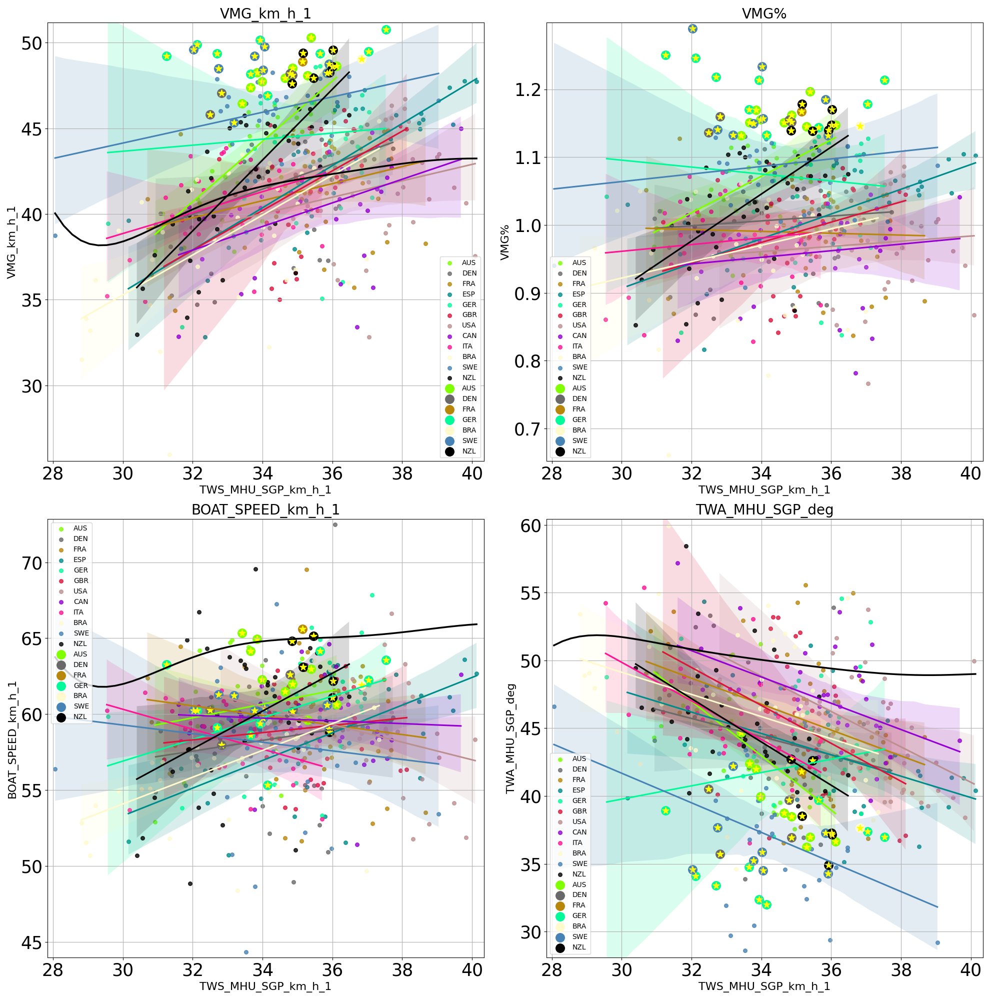 VMG_km_h_1
VMG_km_h_1
50
45
40
35
30
28 30 32 34 36 38 40
TWS_MHU_SGP_km_h_1
AUS
DEN
FRA
ESP
GER
GBR
USA
CAN
ITA
BRA
SWE
NZL
AUS
DEN
FRA
GER
BRA
SWE
NZL
VMG%
VMG%
1.2
1.1
1.0
0.9
0.8
0.7
28 30 32 34 36 38 40
TWS_MHU_SGP_km_h_1
AUS
DEN
FRA
ESP
GER
GBR
USA
CAN
ITA
BRA
SWE
NZL
AUS
DEN
FRA
GER
BRA
SWE
NZL
BOAT_SPEED_km_h_1
BOAT_SPEED_km_h_1
70
65
60
55
50
45
28 30 32 34 36 38 40
TWS_MHU_SGP_km_h_1
AUS
DEN
FRA
ESP
GER
GBR
USA
CAN
ITA
BRA
SWE
NZL
AUS
DEN
FRA
GER
BRA
SWE
NZL
TWA_MHU_SGP_deg
TWA_MHU_SGP_deg
60
55
50
45
40
35
30
28 30 32 34 36 38 40
TWS_MHU_SGP_km_h_1
AUS
DEN
FRA
ESP
GER
GBR
USA
CAN
ITA
BRA
SWE
NZL
AUS
DEN
FRA
GER
BRA
SWE
NZL